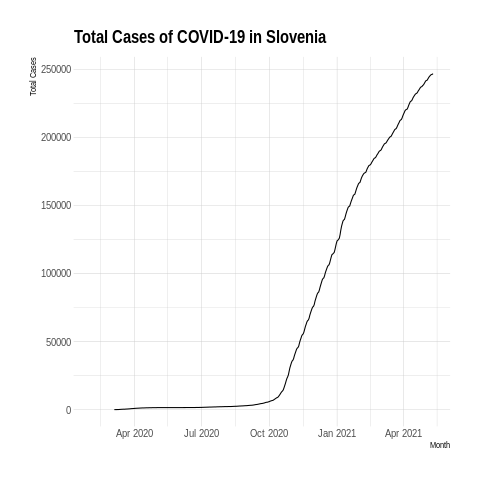 Total Cases of COVID-19 in Slovenia
Total Cases
250000
200000
150000
100000
50000
0
Apr 2020 Jul 2020 Oct 2020 Jan 2021 Apr 2021
Month